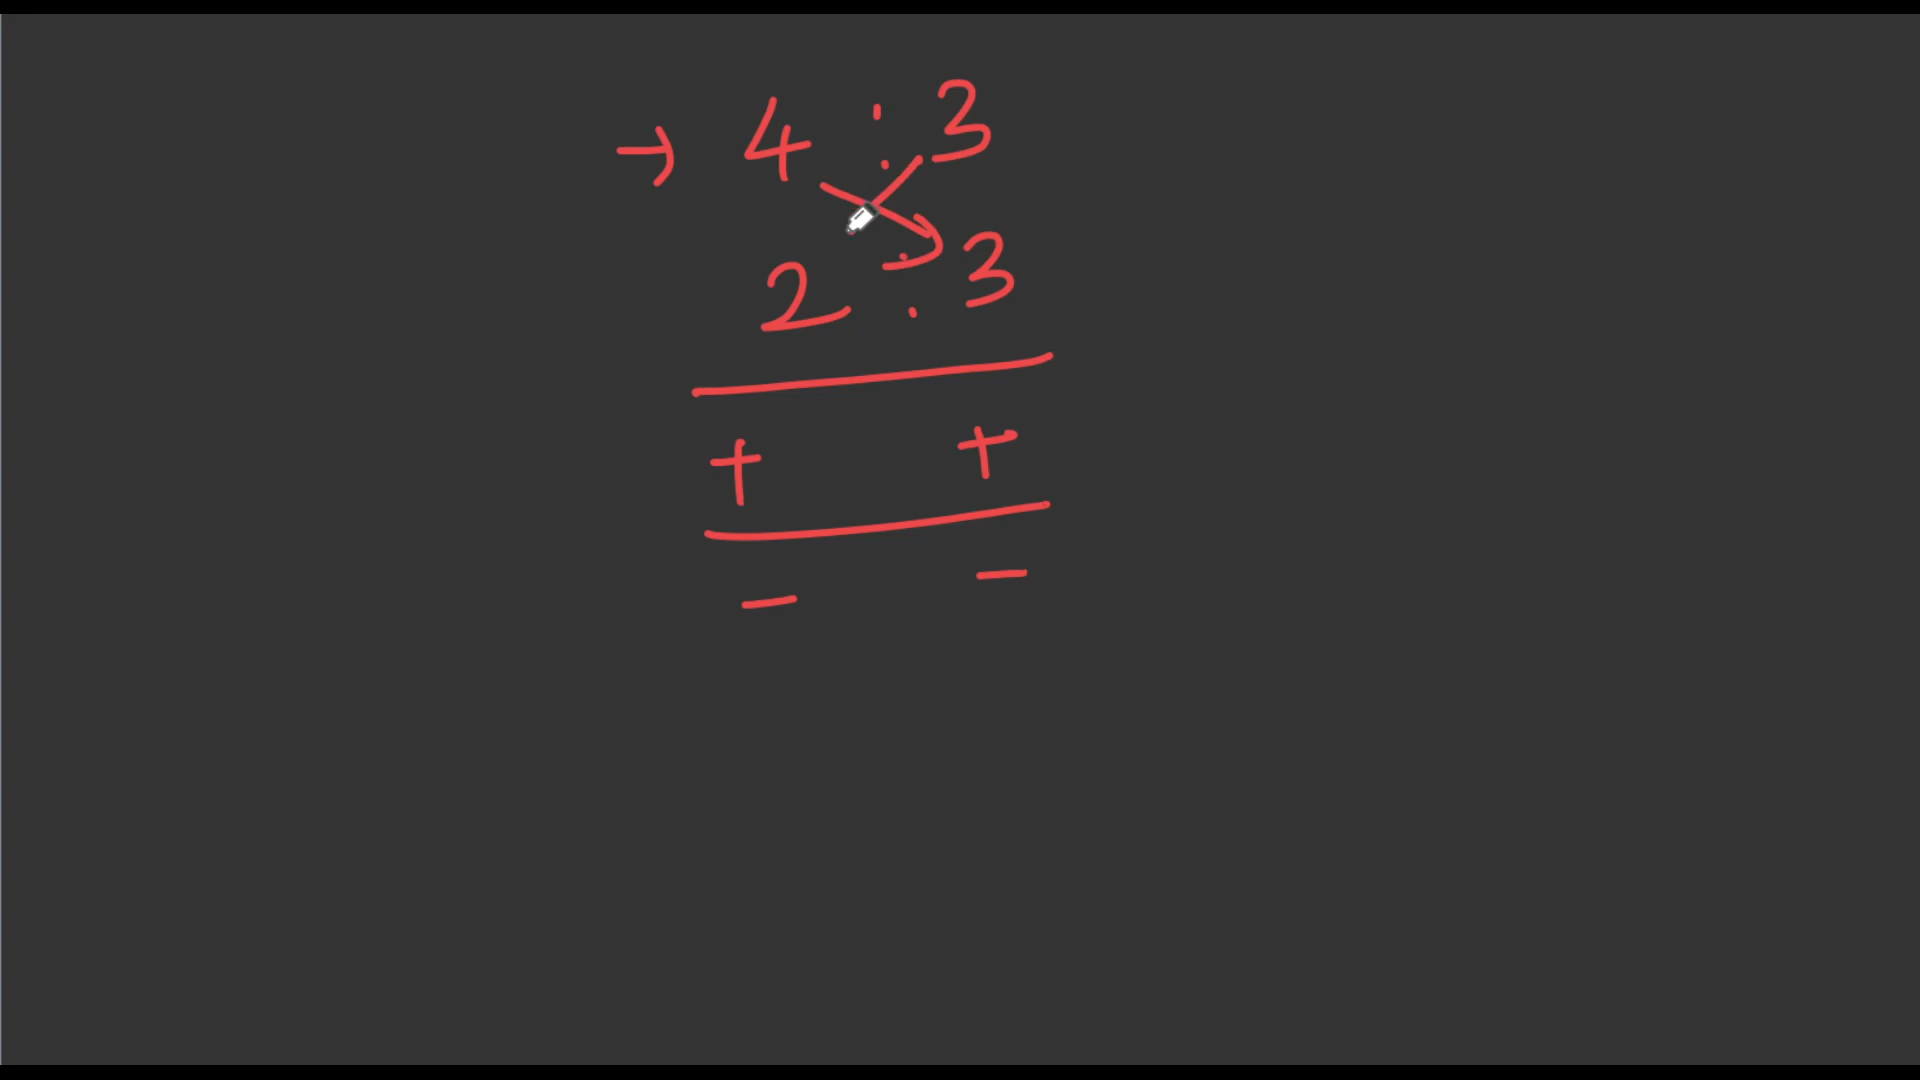 → 4 : 3
2 : 3
+ +
- -